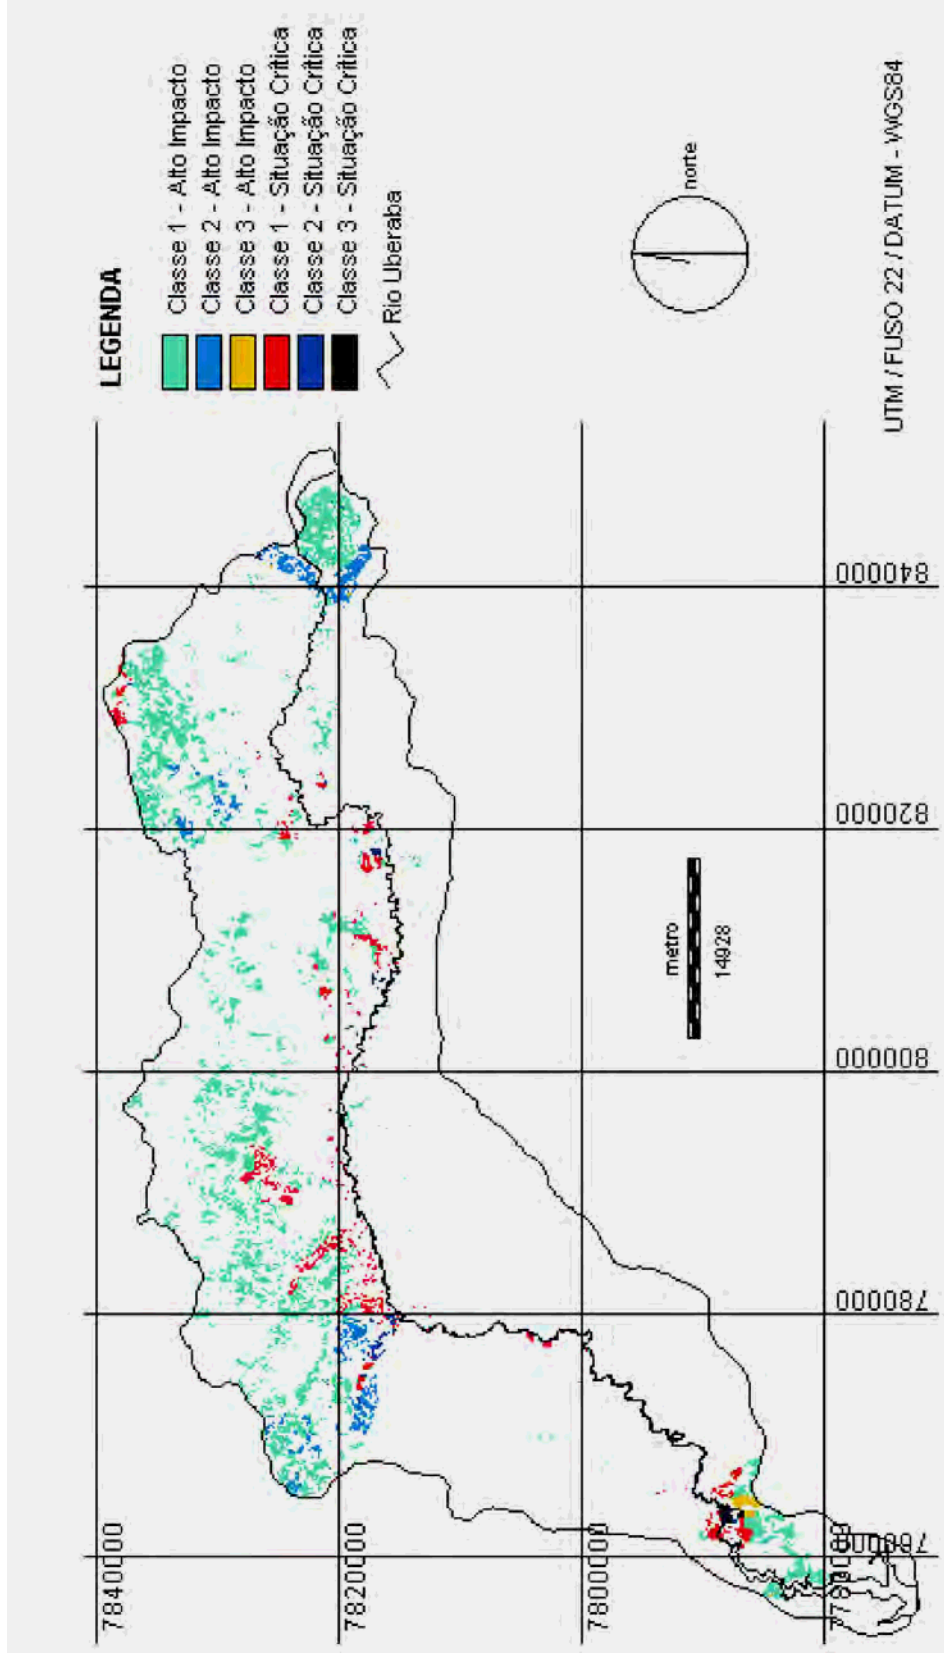 LEGENDA
Classe 1 - Alto Impacto
Classe 2 - Alto Impacto
Classe 3 - Alto Impacto
Classe 1 - Situação Crítica
Classe 2 - Situação Crítica
Classe 3 - Situação Crítica
Rio Uberaba
norte
UTM / FUSO 22 / DATUM - WGS84
7840000
7820000
7800000
780000
800000
820000
840000
metro
14928